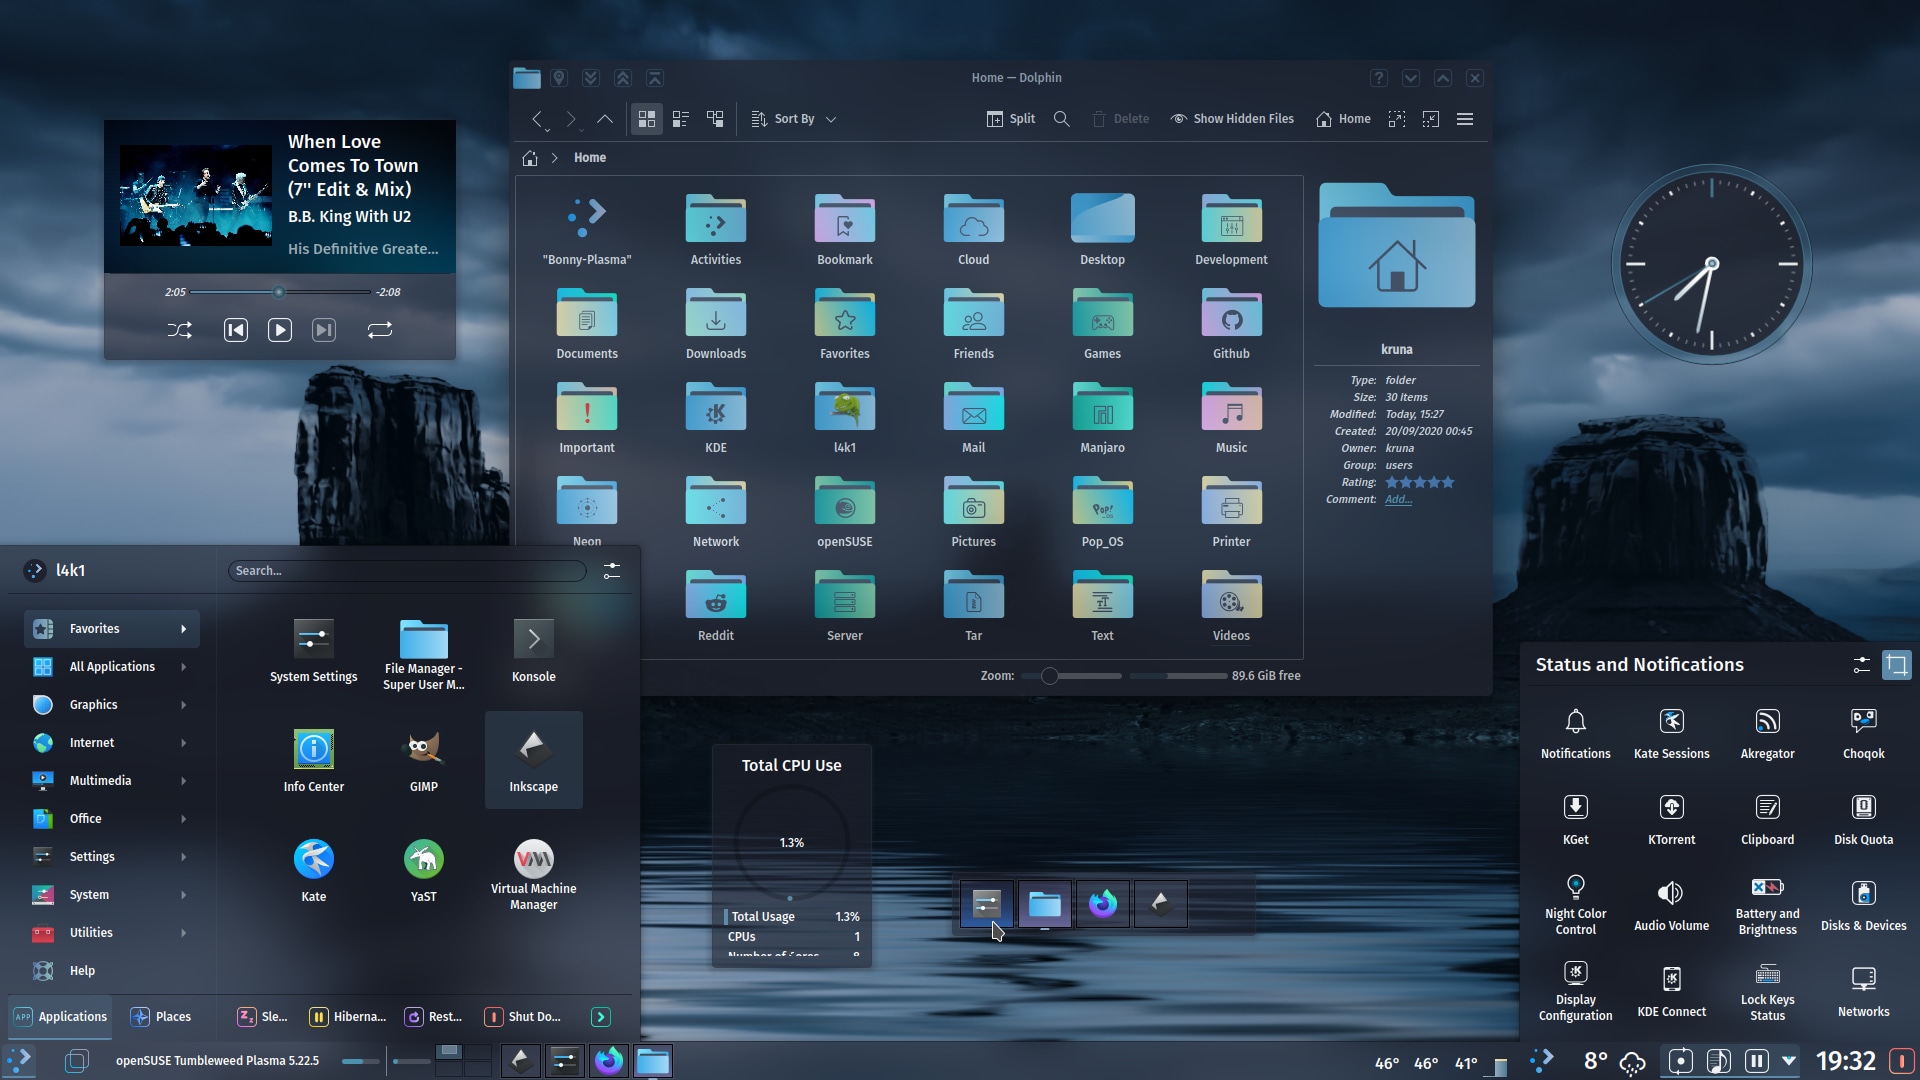 Home — Dolphin
Sort By
Split
Delete
Show Hidden Files
Home
Home
When Love
Comes To Town
(7" Edit & Mix)
B.B. King With U2
His Definitive Greate...
2:05
-2:08
"Bonny-Plasma"
Activities
Bookmark
Cloud
Desktop
Development
Documents
Downloads
Favorites
Friends
Games
Github
Important
KDE
l4k1
Mail
Manjaro
Music
Neon
Network
openSUSE
Pictures
Pop_OS
Printer
Reddit
Server
Tar
Text
Videos
Zoom:
89.6 GiB free
kruna
Type: folder
Size: 30 items
Modified: Today, 15:27
Created: 20/09/2020 00:45
Owner: kruna
Group: users
Rating:
Comment: Add...
l4k1
Search...
Favorites
All Applications
Graphics
Internet
Multimedia
Office
Settings
System
Utilities
Help
System Settings
File Manager -
Super User M...
Konsole
Info Center
GIMP
Inkscape
Kate
YaST
Virtual Machine
Manager
Applications
Places
Sle...
Hiberna...
Rest...
Shut Do...
Total CPU Use
1.3%
Total Usage 1.3%
CPUs 1
Number of Cores 8
Status and Notifications
Notifications
Kate Sessions
Akregator
Choqok
KGet
KTorrent
Clipboard
Disk Quota
Night Color
Control
Audio Volume
Battery and
Brightness
Disks & Devices
Display
Configuration
KDE Connect
Lock Keys
Status
Networks
openSUSE Tumbleweed Plasma 5.22.5
46° 46° 41°
8°
19:32